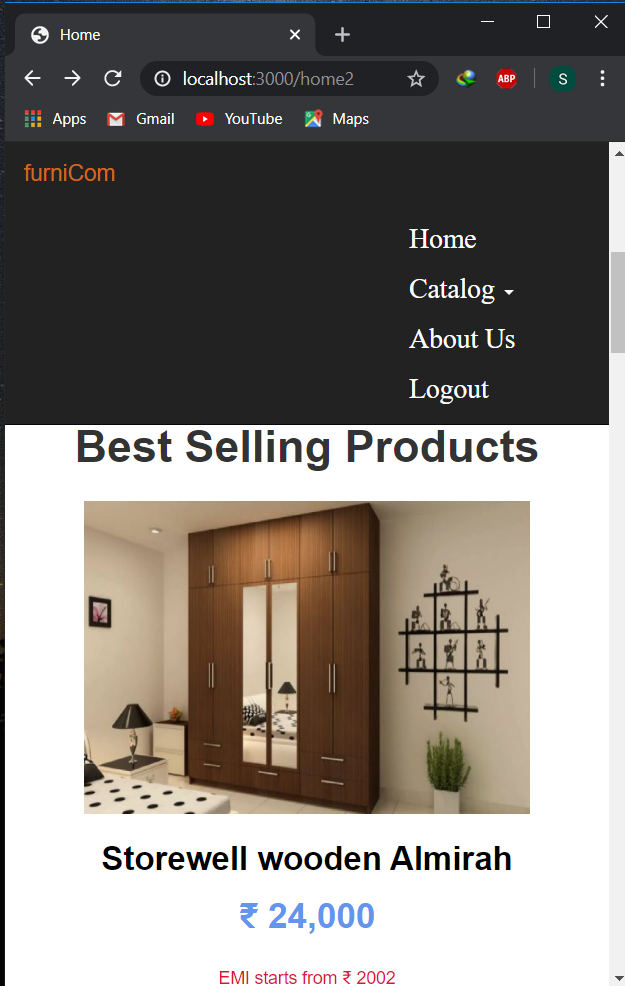 Home
localhost:3000/home2
ABP
S
Apps Gmail YouTube Maps
furniCom
Home
Catalog
About Us
Logout
Best Selling Products
Storewell wooden Almirah
₹ 24,000
EMI starts from ₹ 2002